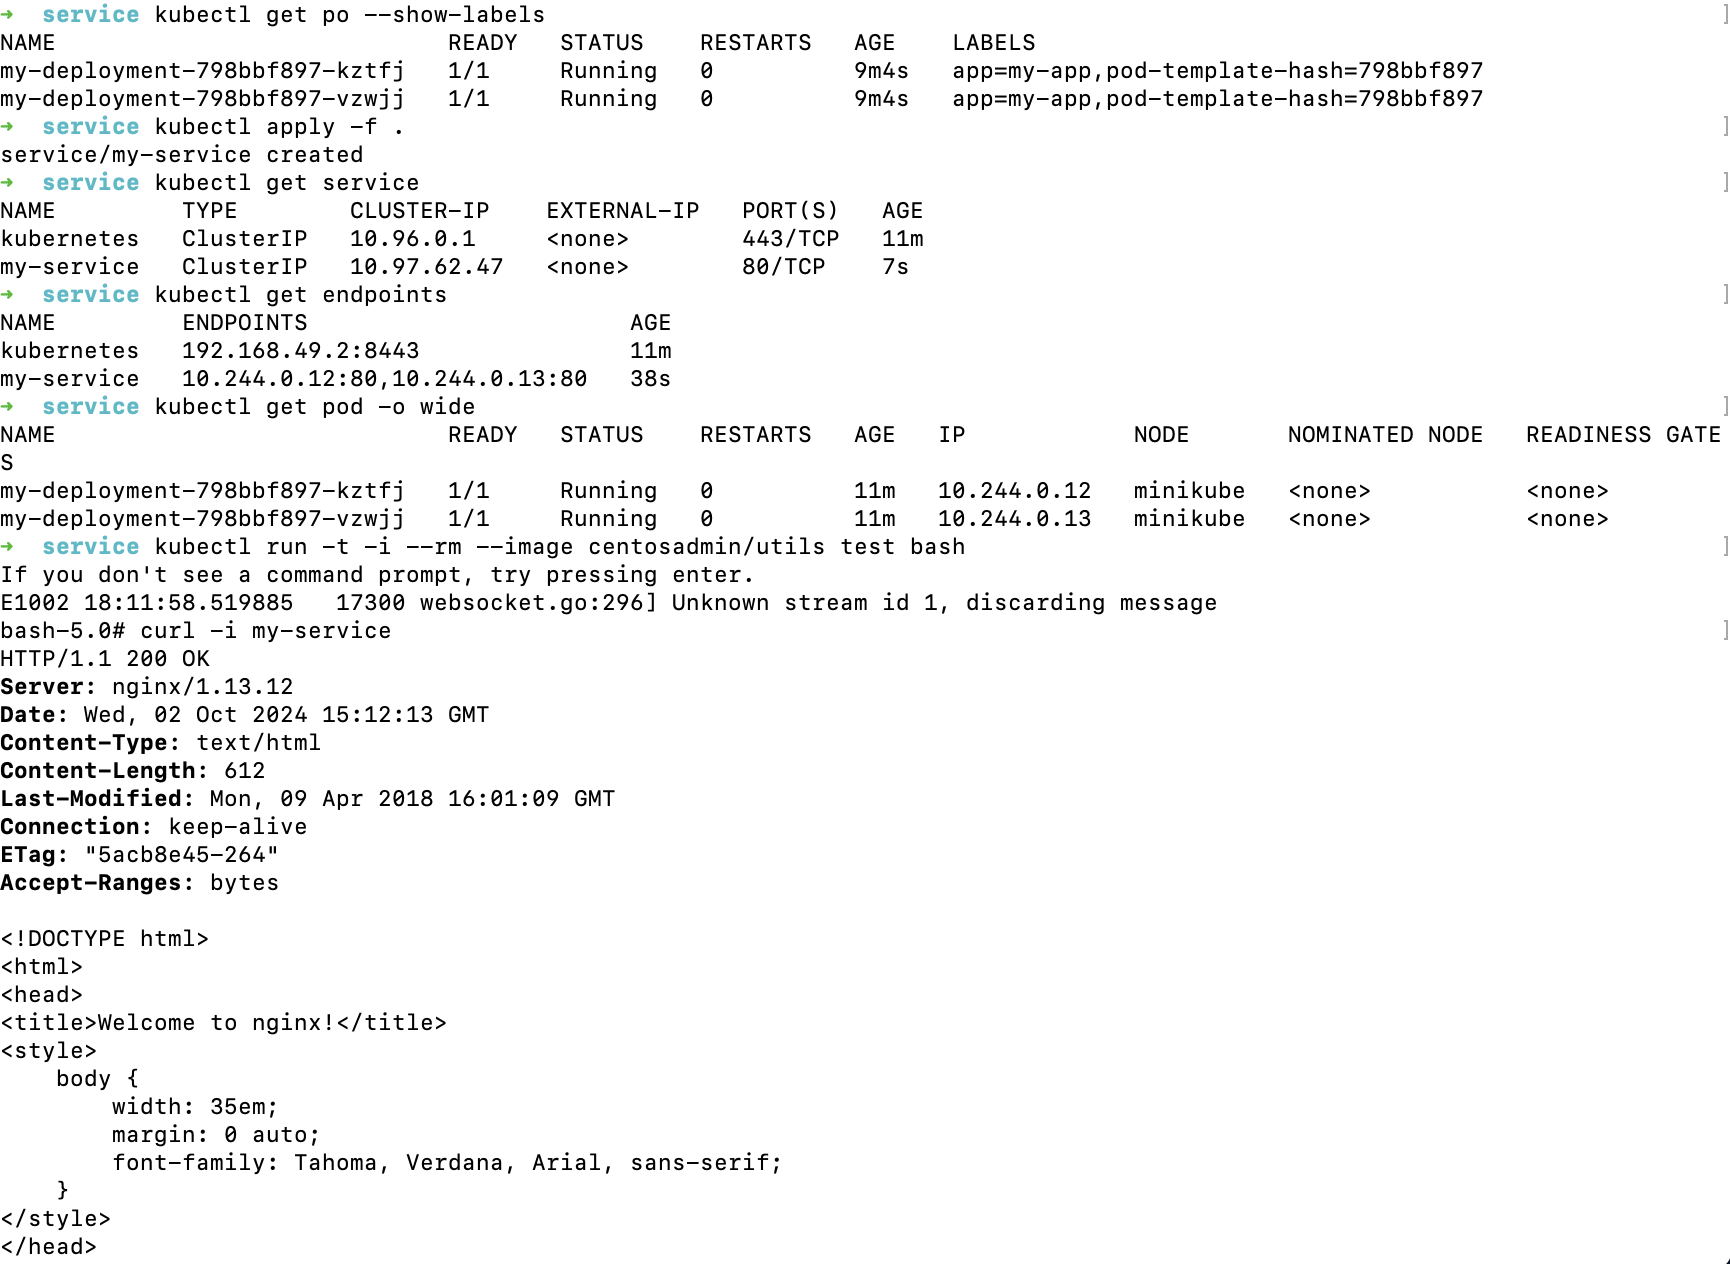 ➜  service kubectl get po --show-labels
NAME                            READY   STATUS    RESTARTS   AGE    LABELS
my-deployment-798bbf897-kztfj   1/1     Running   0          9m4s   app=my-app,pod-template-hash=798bbf897
my-deployment-798bbf897-vzwjj   1/1     Running   0          9m4s   app=my-app,pod-template-hash=798bbf897
➜  service kubectl apply -f .
service/my-service created
➜  service kubectl get service
NAME         TYPE        CLUSTER-IP    EXTERNAL-IP   PORT(S)   AGE
kubernetes   ClusterIP   10.96.0.1     <none>        443/TCP   11m
my-service   ClusterIP   10.97.62.47   <none>        80/TCP    7s
➜  service kubectl get endpoints
NAME         ENDPOINTS                       AGE
kubernetes   192.168.49.2:8443               11m
my-service   10.244.0.12:80,10.244.0.13:80   38s
➜  service kubectl get pod -o wide
NAME                            READY   STATUS    RESTARTS   AGE   IP            NODE       NOMINATED NODE   READINESS GATE
S
my-deployment-798bbf897-kztfj   1/1     Running   0          11m   10.244.0.12   minikube   <none>           <none>
my-deployment-798bbf897-vzwjj   1/1     Running   0          11m   10.244.0.13   minikube   <none>           <none>
➜  service kubectl run -t -i --rm --image centosadmin/utils test bash
If you don't see a command prompt, try pressing enter.
E1002 18:11:58.519885   17300 websocket.go:296] Unknown stream id 1, discarding message
bash-5.0# curl -i my-service
HTTP/1.1 200 OK
Server: nginx/1.13.12
Date: Wed, 02 Oct 2024 15:12:13 GMT
Content-Type: text/html
Content-Length: 612
Last-Modified: Mon, 09 Apr 2018 16:01:09 GMT
Connection: keep-alive
ETag: "5acb8e45-264"
Accept-Ranges: bytes

<!DOCTYPE html>
<html>
<head>
<title>Welcome to nginx!</title>
<style>
    body {
        width: 35em;
        margin: 0 auto;
        font-family: Tahoma, Verdana, Arial, sans-serif;
    }
</style>
</head>